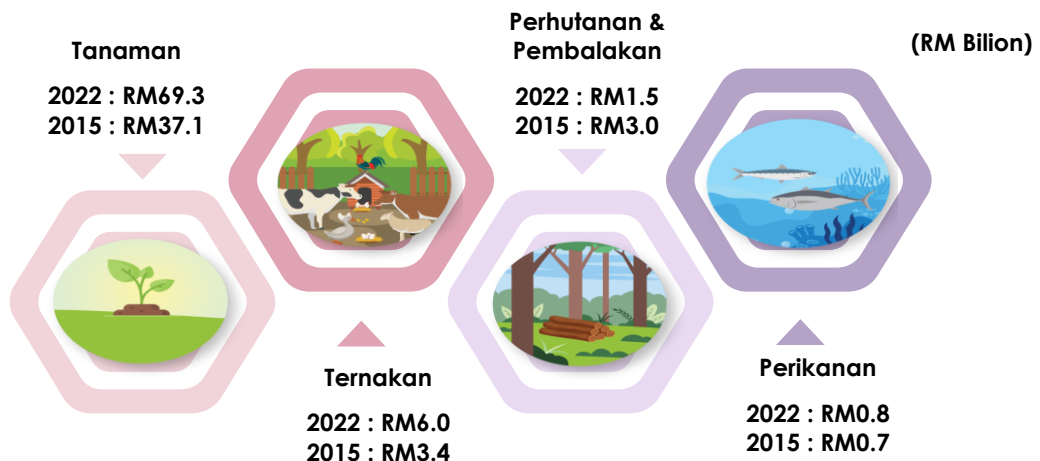 Tanaman
2022 : RM69.3
2015 : RM37.1
Ternakan
2022 : RM6.0
2015 : RM3.4
Perhutanan &
Pembalakan
2022 : RM1.5
2015 : RM3.0
(RM Bilion)
Perikanan
2022 : RM0.8
2015 : RM0.7